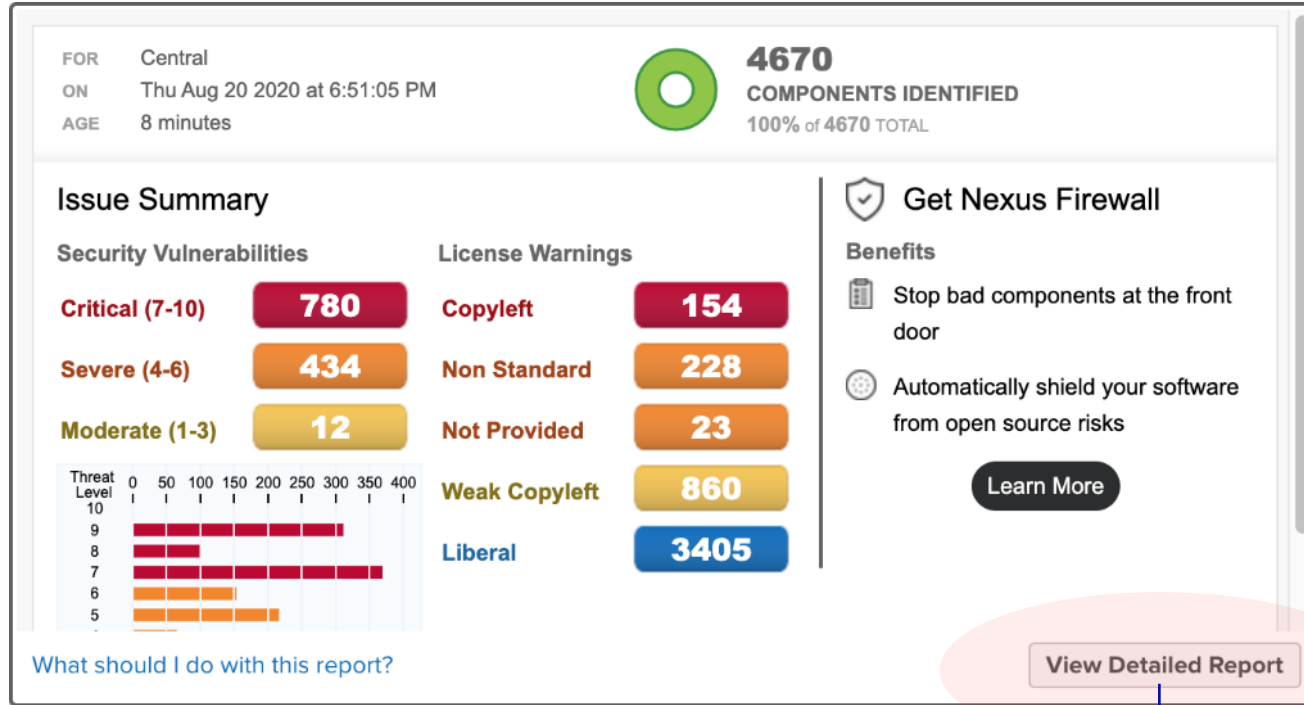 FOR Central
ON Thu Aug 20 2020 at 6:51:05 PM
AGE 8 minutes
4670
COMPONENTS IDENTIFIED
100% of 4670 TOTAL
Issue Summary
Security Vulnerabilities
Critical (7-10) 780
Severe (4-6) 434
Moderate (1-3) 12
Threat Level 0 50 100 150 200 250 300 350 400
10
9
8
7
6
5
License Warnings
Copyleft 154
Non Standard 228
Not Provided 23
Weak Copyleft 860
Liberal 3405
Get Nexus Firewall
Benefits
Stop bad components at the front
door
Automatically shield your software
from open source risks
Learn More
What should I do with this report?
View Detailed Report